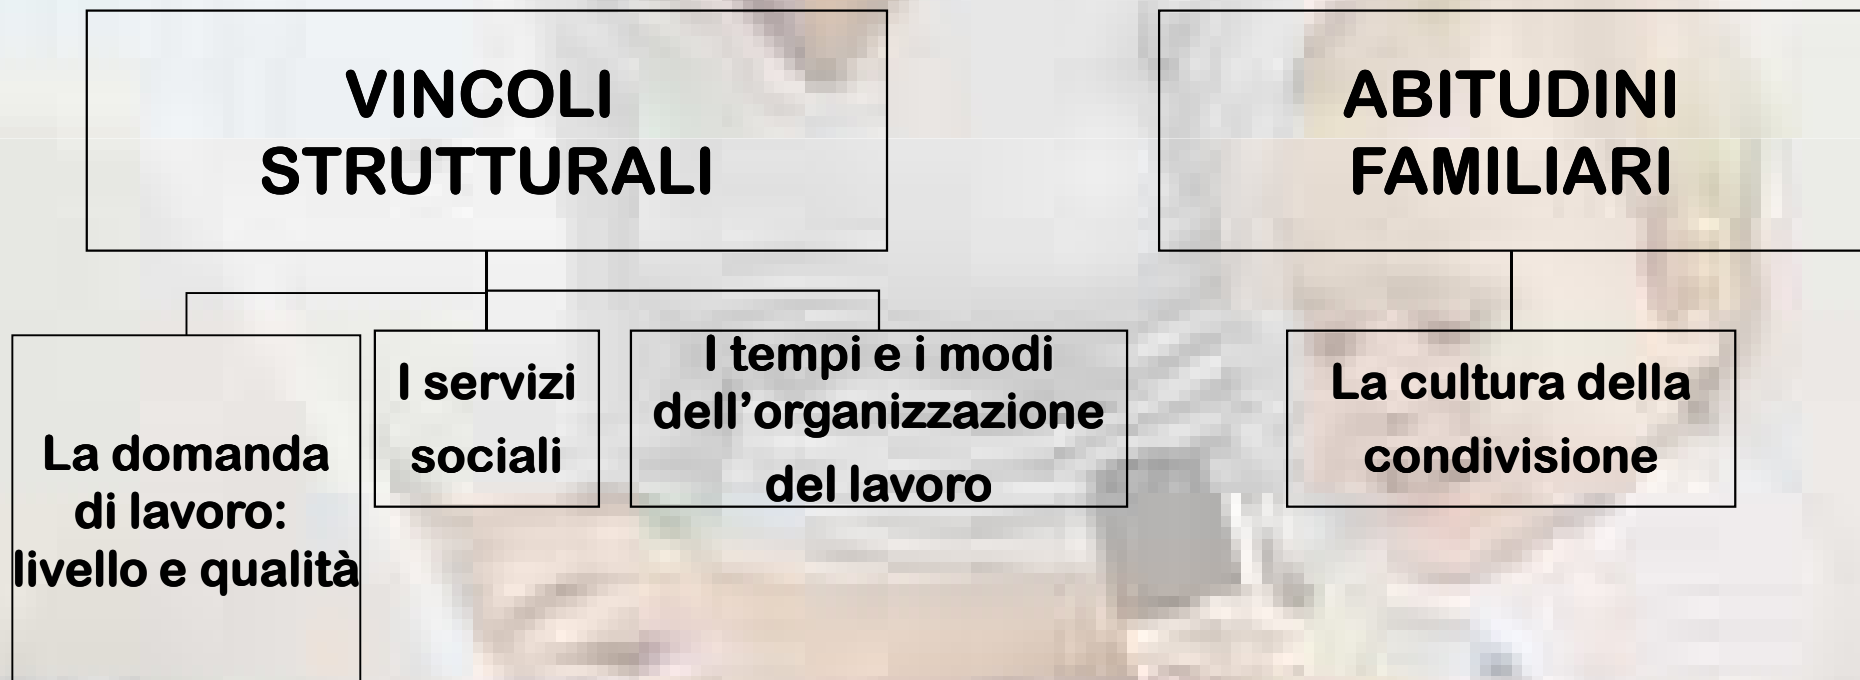 VINCOLI
STRUTTURALI
ABITUDINI
FAMILIARI
La domanda
di lavoro:
livello e qualità
I servizi
sociali
I tempi e i modi
dell’organizzazione
del lavoro
La cultura della
condivisione